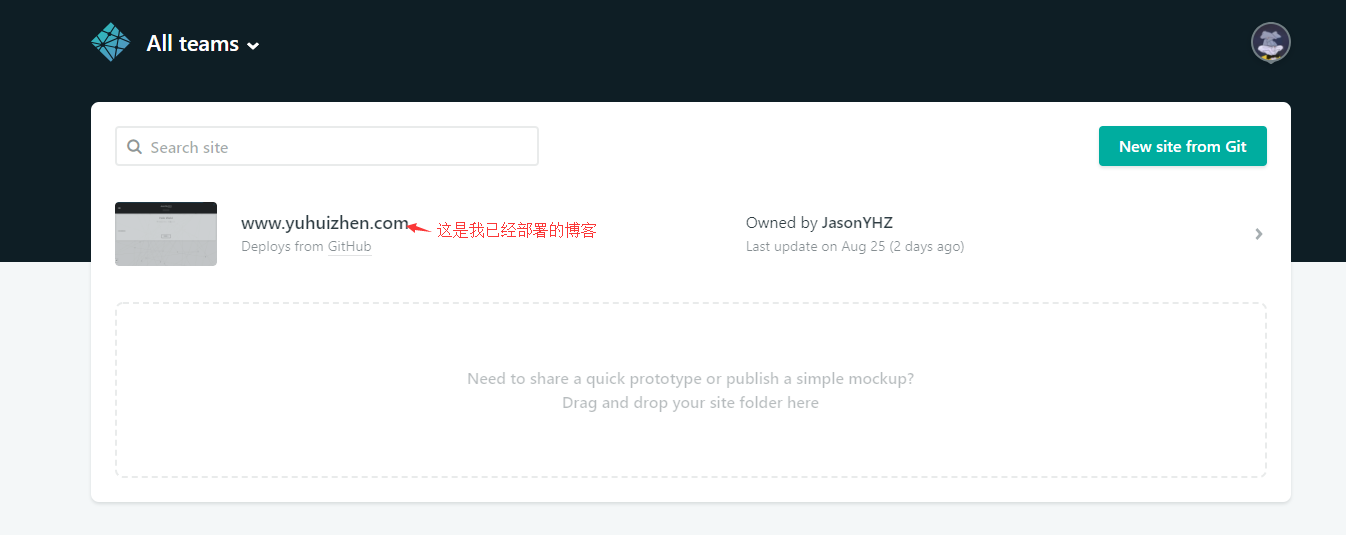 All teams
Search site
New site from Git
www.yuhuizhen.com
这是我已经部署的博客
Owned by JasonYHZ
Deploys from GitHub
Last update on Aug 25 (2 days ago)
Need to share a quick prototype or publish a simple mockup?
Drag and drop your site folder here